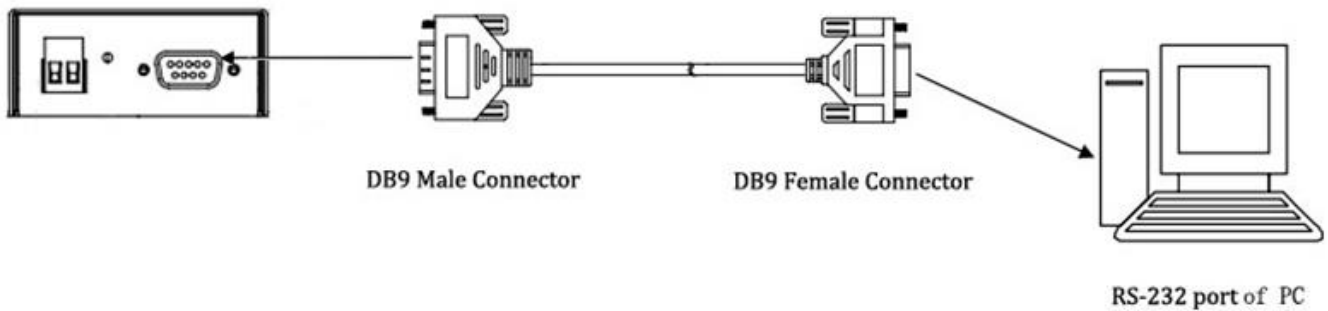 DB9 Male Connector
DB9 Female Connector
RS-232 port of PC